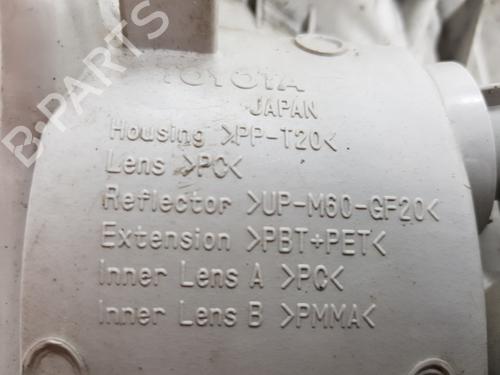 B-PARTS
TOYOTA
JAPAN
Housing >PP-T20<
Lens >PC<
Reflector >UP-M60-GF20<
Extension >PBT+PET<
Inner Lens A >PC<
Inner Lens B >PMMA<